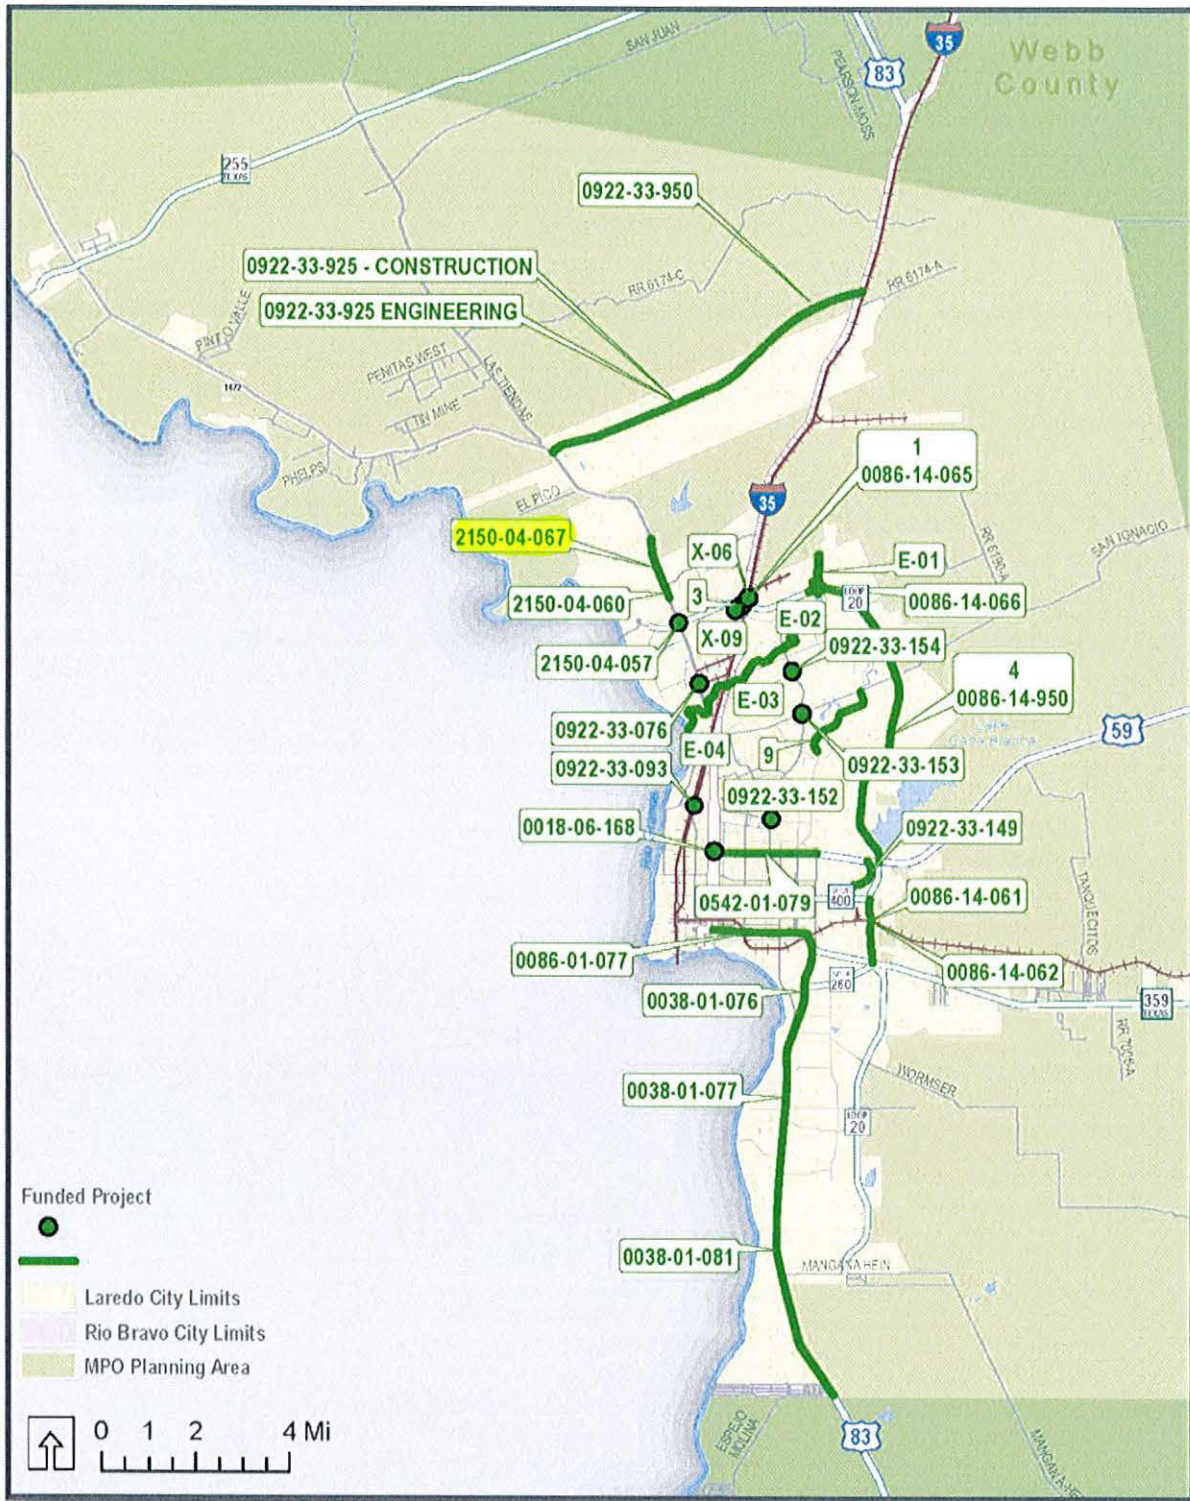 Webb
County
35
83
SAN JUAN
PEARSON-MOSS
255
TEXAS
0922-33-950
0922-33-925 - CONSTRUCTION
0922-33-925 ENGINEERING
RR 6174-C
RR 6174-A
PINTO VALLE
PENITAS WEST
LAS TIENDAS
1472
TIN MINE
PHELPS
EL PICO
1
0086-14-065
35
2150-04-067
X-06
RR 6190-A
SAN IGNACIO
E-01
3
LOOP
20
0086-14-066
2150-04-060
E-02
X-09
0922-33-154
2150-04-057
4
0086-14-950
E-03
0922-33-076
59
E-04
9
0922-33-153
0922-33-093
0922-33-152
0018-06-168
0922-33-149
0542-01-079
400
0086-14-061
TANQUECITOS
0086-01-077
0086-14-062
260
0038-01-076
359
TEXAS
RR 7005-A
WORMSER
0038-01-077
LOOP
20
Funded Project
0038-01-081
MANGANA HEIN
Laredo City Limits
Rio Bravo City Limits
MPO Planning Area
0 1 2 4 Mi
ESPEJO
MOLINA
83